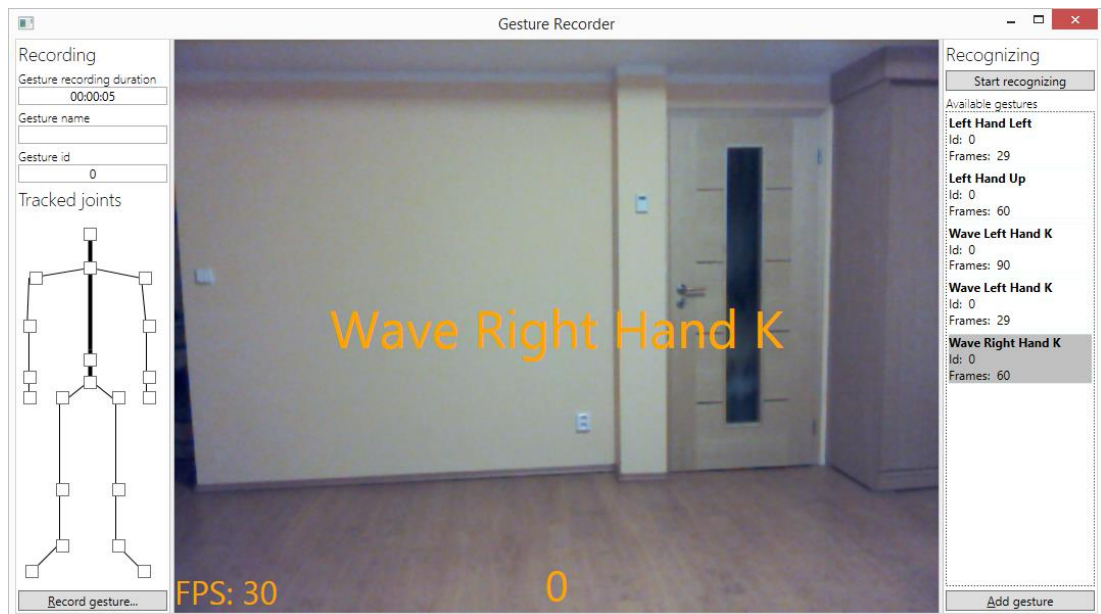 Gesture Recorder
Recording
Gesture recording duration
00:00:05
Gesture name
Gesture id
0
Tracked joints
Record gesture...
Wave Right Hand K
FPS: 30
0
Recognizing
Start recognizing
Available gestures
Left Hand Left
Id: 0
Frames: 29
Left Hand Up
Id: 0
Frames: 60
Wave Left Hand K
Id: 0
Frames: 90
Wave Left Hand K
Id: 0
Frames: 29
Wave Right Hand K
Id: 0
Frames: 60
Add gesture